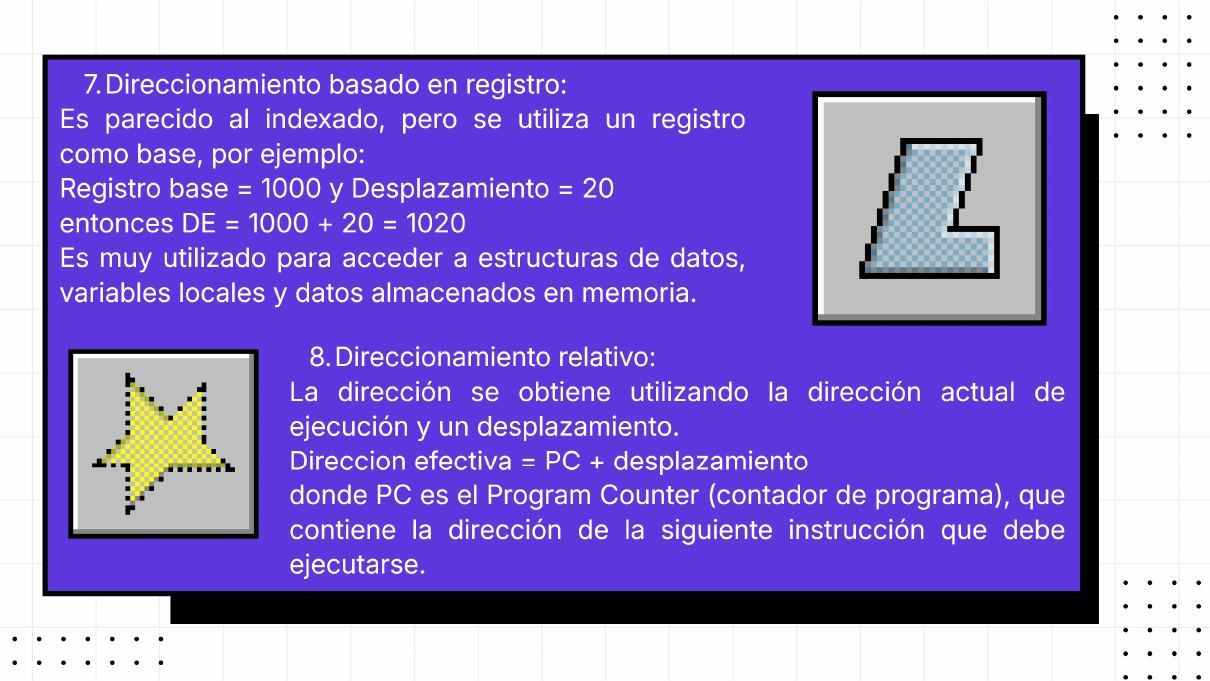 7. Direccionamiento basado en registro:
Es parecido al indexado, pero se utiliza un registro
como base, por ejemplo:
Registro base = 1000 y Desplazamiento = 20
entonces DE = 1000 + 20 = 1020
Es muy utilizado para acceder a estructuras de datos,
variables locales y datos almacenados en memoria.
8. Direccionamiento relativo:
La dirección se obtiene utilizando la dirección actual de
ejecución y un desplazamiento.
Direccion efectiva = PC + desplazamiento
donde PC es el Program Counter (contador de programa), que
contiene la dirección de la siguiente instrucción que debe
ejecutarse.